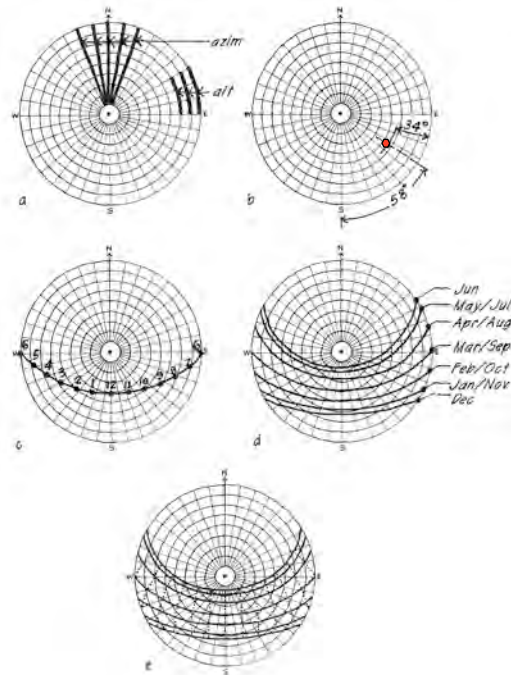 N
azim
alt
W
E
a
S
N
W
E
34°
58°
b
S
N
6 5 4 3 2 1 12 11 10 9 8 7 6
W
E
c
S
N
Jun
May/Jul
Apr/Aug
Mar/Sep
Feb/Oct
Jan/Nov
Dec
W
E
d
S
N
W
E
e
S